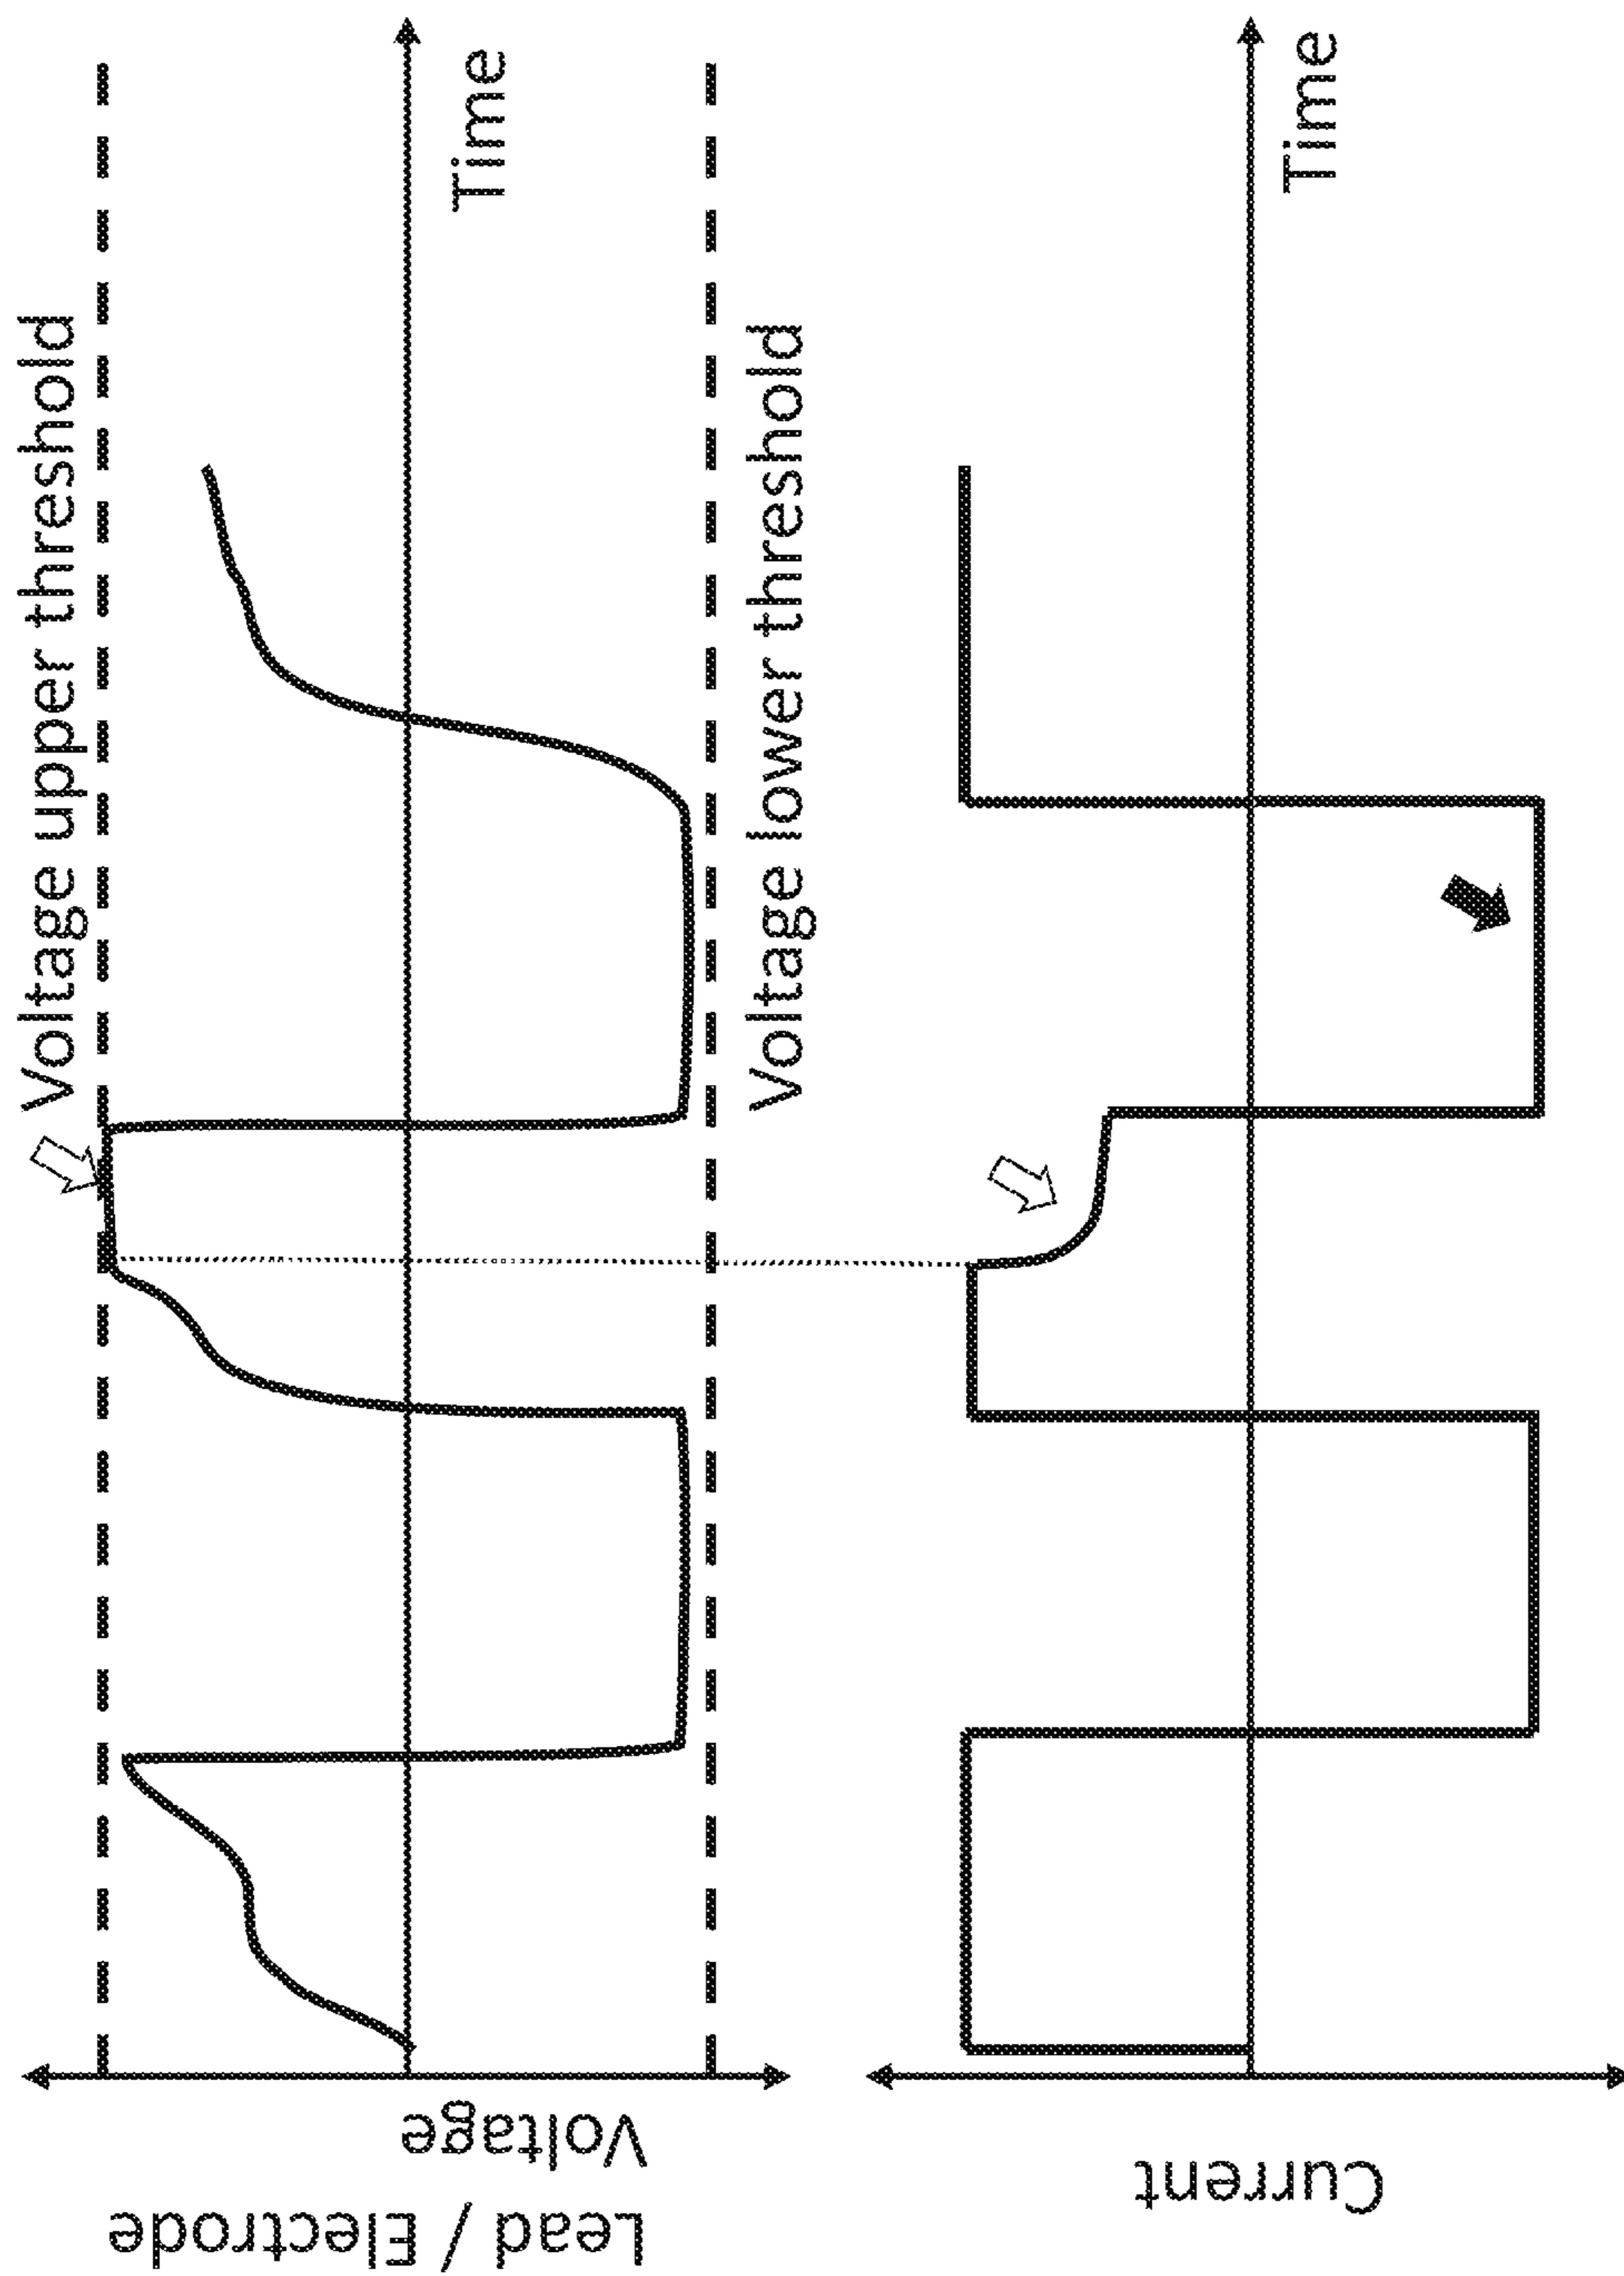 Voltage upper threshold
Lead / Electrode
Voltage
Time
Voltage lower threshold
Current
Time